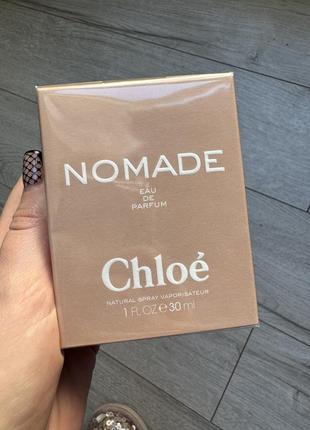 NOMADE
EAU
DE
PARFUM
Chloé
NATURAL SPRAY VAPORISATEUR
1 FL. OZ e 30 ml